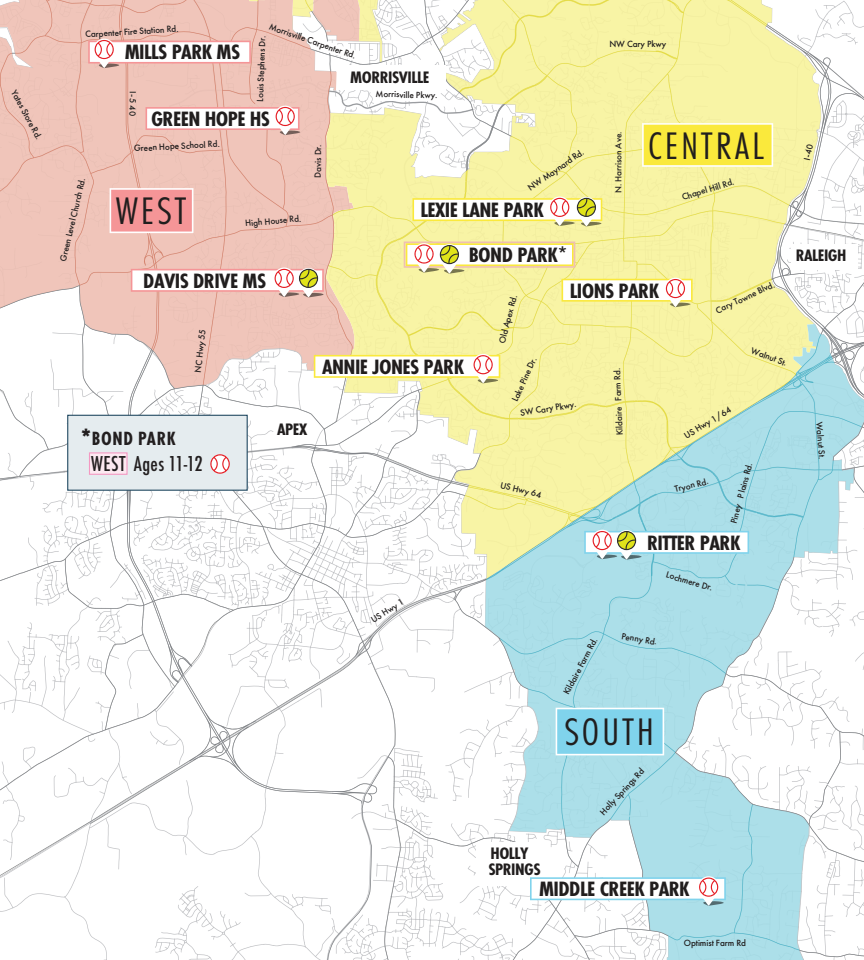 Carpenter Fire Station Rd.
Morrisville Carpenter Rd.
NW Cary Pkwy
MILLS PARK MS
Louis Stephens Dr.
MORRISVILLE
Morrisville Pkwy.
Yates Store Rd.
I-540
GREEN HOPE HS
Green Hope School Rd.
Davis Dr.
CENTRAL
I-40
NW Maynard Rd.
N. Harrison Ave.
Chapel Hill Rd.
WEST
Green Level Church Rd.
High House Rd.
LEXIE LANE PARK
BOND PARK*
RALEIGH
DAVIS DRIVE MS
LIONS PARK
Cary Towne Blvd.
Old Apex Rd.
NC Hwy 55
ANNIE JONES PARK
Lake Pine Dr.
Walnut St.
Kildaire Farm Rd.
SW Cary Pkwy.
US Hwy 1/64
*BOND PARK
WEST Ages 11-12
APEX
Walnut St.
US Hwy 64
Tryon Rd.
Piney Plains Rd.
RITTER PARK
Lochmere Dr.
US Hwy 1
Penny Rd.
Kildaire Farm Rd.
SOUTH
Holly Springs Rd
HOLLY
SPRINGS
MIDDLE CREEK PARK
Optimist Farm Rd